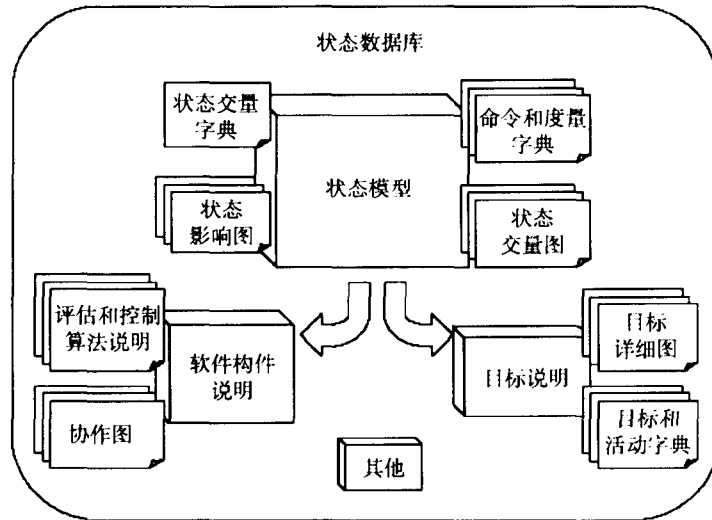 状态数据库
状态交量
字典
命令和度量
字典
状态模型
状态
影响图
状态
交量图
评估和控制
算法说明
软件构件
说明
目标
详细图
目标说明
协作图
目标和
活动字典
其他